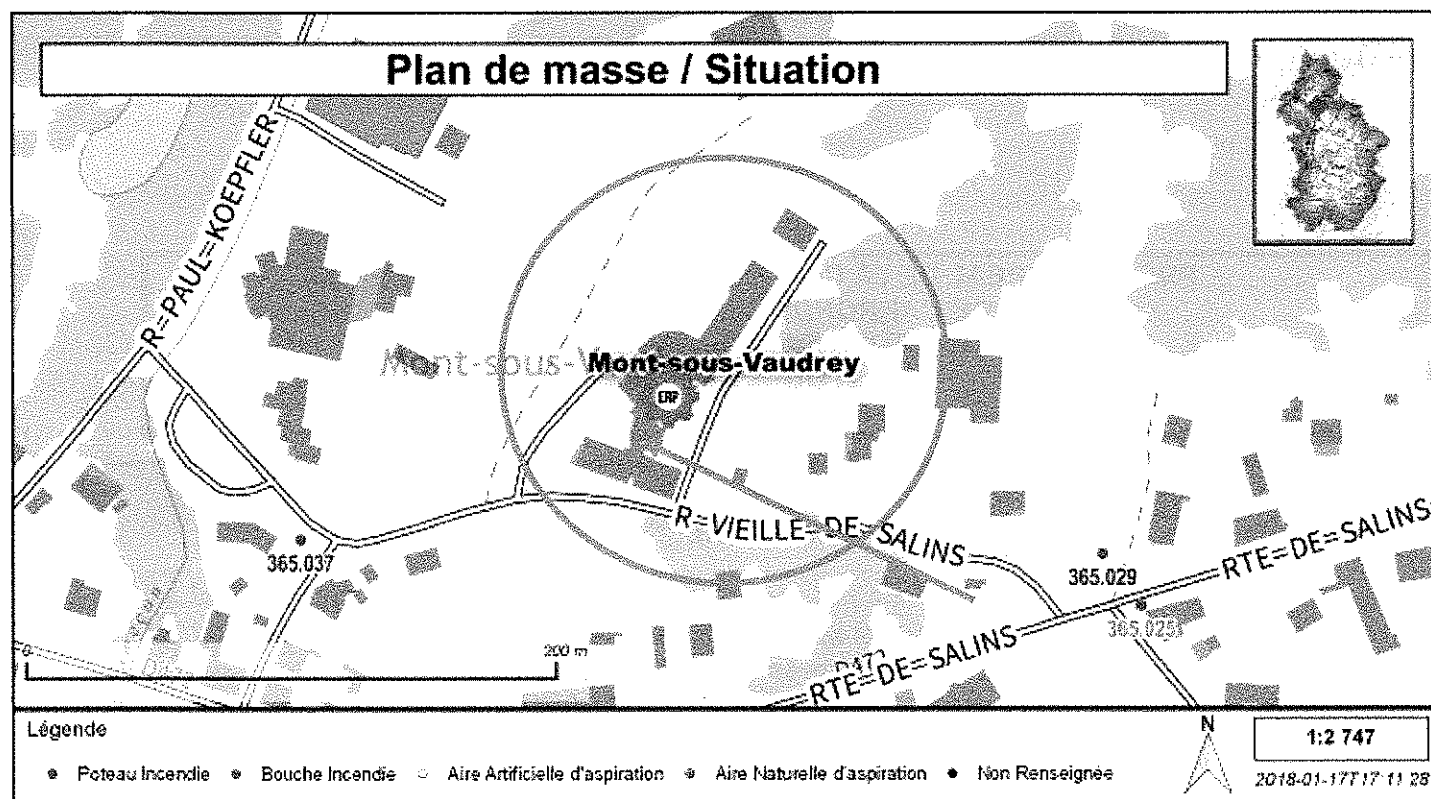 Plan de masse / Situation
R=PAUL=KOEPFLER
Mont-sous-Vaudrey
ERP
R=VIEILLE=DE=SALINS
365.037
365.029
365.025
RTE=DE=SALINS
RTE=DE=SALINS
0
200 m
Légende
Poteau Incendie
Bouche Incendie
Aire Artificielle d'aspiration
Aire Naturelle d'aspiration
Non Renseignée
N
1:2 747
2018-01-17T17:11:28